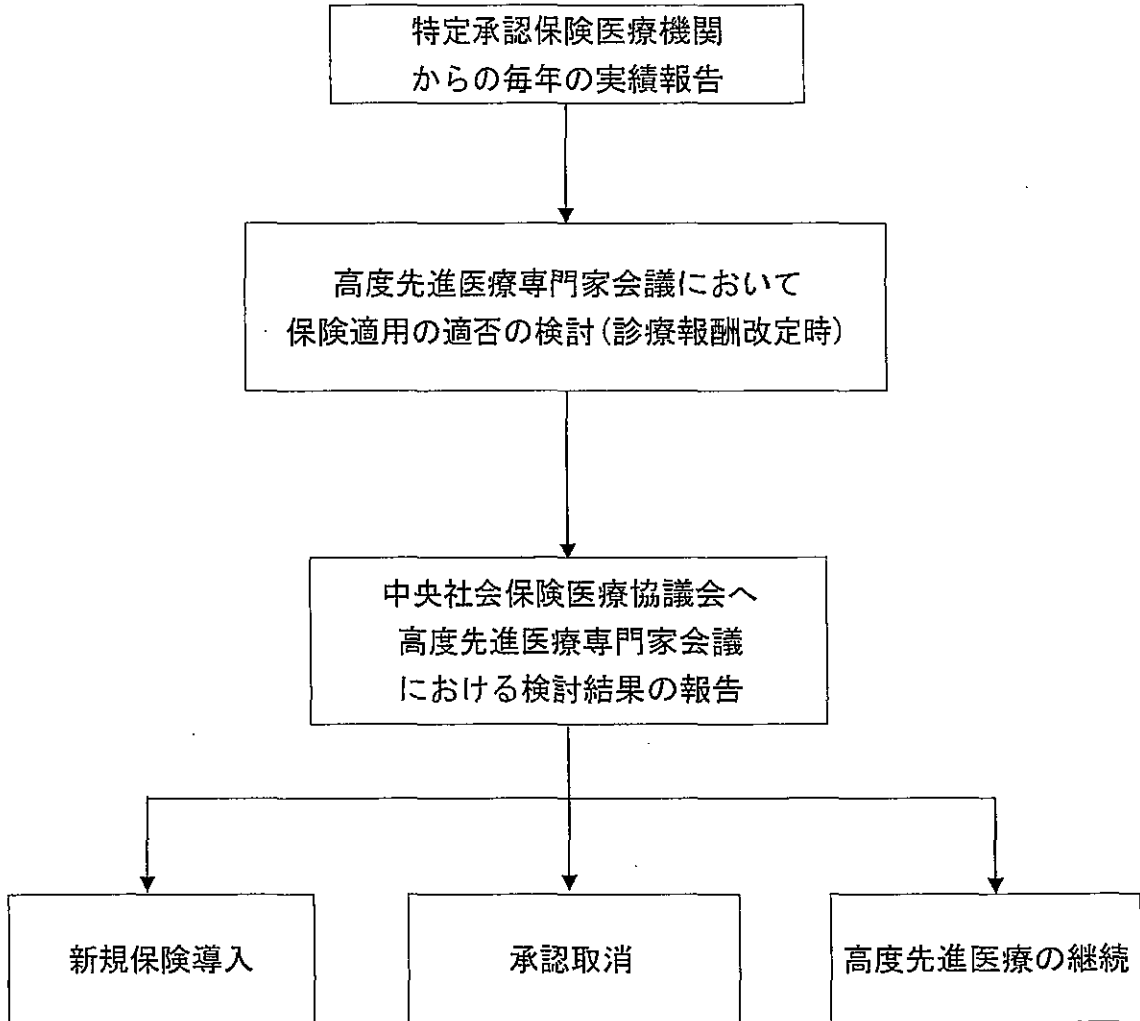 特定承認保険医療機関
からの毎年の実績報告
高度先進医療専門家会議において
保険適用の適否の検討(診療報酬改定時)
中央社会保険医療協議会へ
高度先進医療専門家会議
における検討結果の報告
新規保険導入
承認取消
高度先進医療の継続